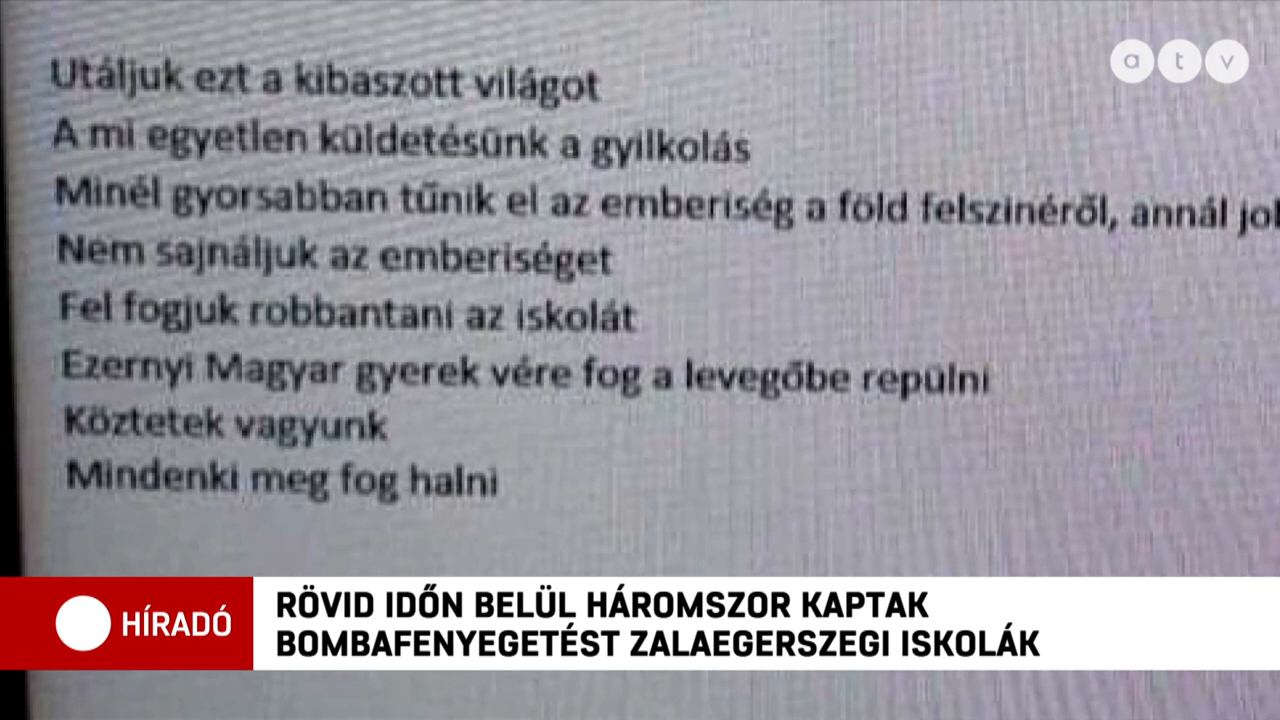 atv
Utáljuk ezt a kibaszott világot
A mi egyetlen küldetésünk a gyilkolás
Minél gyorsabban tűnik el az emberiség a föld felszinéről, annál
Nem sajnáljuk az emberiséget
Fel fogjuk robbantani az iskolát
Ezernyi Magyar gyerek vére fog a levegőbe repülni
Köztetek vagyunk
Mindenki meg fog halni
HÍRADÓ
RÖVID IDŐN BELÜL HÁROMSZOR KAPTAK
BOMBAFENYEGETÉST ZALAEGERSZEGI ISKOLÁK